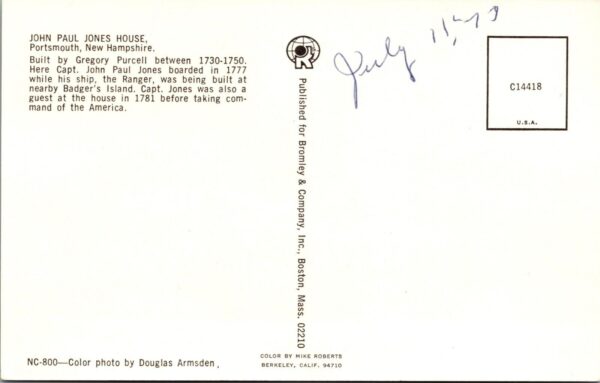 JOHN PAUL JONES HOUSE,
Portsmouth, New Hampshire.
Built by Gregory Purcell between 1730-1750.
Here Capt. John Paul Jones boarded in 1777
while his ship, the Ranger, was being built at
nearby Badger's Island. Capt. Jones was also a
guest at the house in 1781 before taking com-
mand of the America.
NC-800—Color photo by Douglas Armsden.
Published for Bromley & Company, Inc., Boston, Mass. 02210
COLOR BY MIKE ROBERTS
BERKELEY, CALIF. 94710
July 11, 73
C14418
U.S.A.